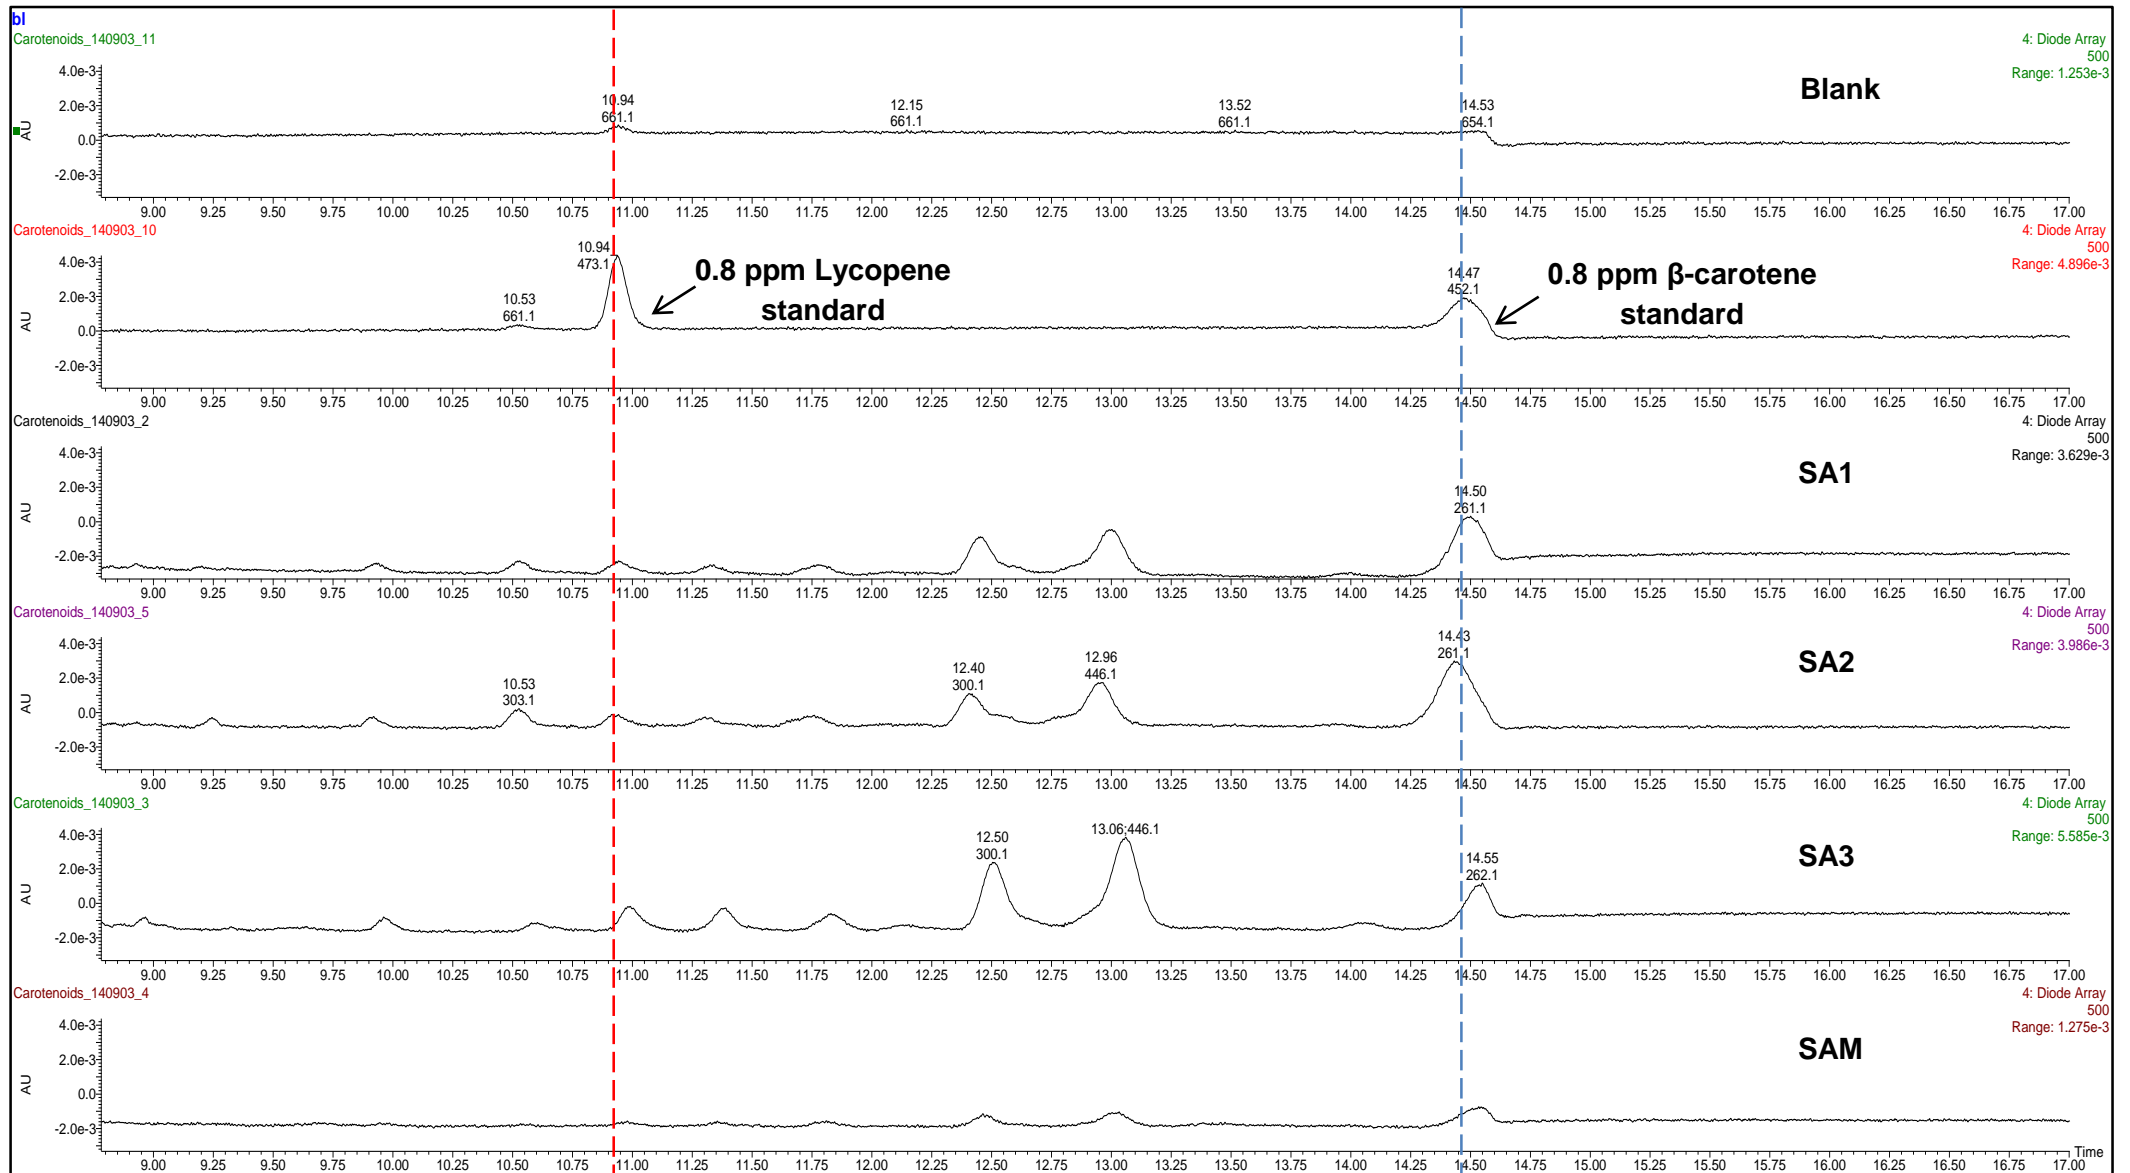 bl
Carotenoids_140903_11
4: Diode Array
500
Range: 1.253e-3
Blank
4.0e-3
2.0e-3
0.0
-2.0e-3
AU
10.94
661.1
12.15
661.1
13.52
661.1
14.53
654.1
9.00 9.25 9.50 9.75 10.00 10.25 10.50 10.75 11.00 11.25 11.50 11.75 12.00 12.25 12.50 12.75 13.00 13.25 13.50 13.75 14.00 14.25 14.50 14.75 15.00 15.25 15.50 15.75 16.00 16.25 16.50 16.75 17.00
Carotenoids_140903_10
4: Diode Array
500
Range: 4.896e-3
4.0e-3
2.0e-3
0.0
-2.0e-3
AU
10.53
661.1
10.94
473.1
0.8 ppm Lycopene
standard
14.47
452.1
0.8 ppm β-carotene
standard
9.00 9.25 9.50 9.75 10.00 10.25 10.50 10.75 11.00 11.25 11.50 11.75 12.00 12.25 12.50 12.75 13.00 13.25 13.50 13.75 14.00 14.25 14.50 14.75 15.00 15.25 15.50 15.75 16.00 16.25 16.50 16.75 17.00
Carotenoids_140903_2
4: Diode Array
500
Range: 3.629e-3
SA1
4.0e-3
2.0e-3
0.0
-2.0e-3
AU
14.50
261.1
9.00 9.25 9.50 9.75 10.00 10.25 10.50 10.75 11.00 11.25 11.50 11.75 12.00 12.25 12.50 12.75 13.00 13.25 13.50 13.75 14.00 14.25 14.50 14.75 15.00 15.25 15.50 15.75 16.00 16.25 16.50 16.75 17.00
Carotenoids_140903_5
4: Diode Array
500
Range: 3.986e-3
SA2
4.0e-3
2.0e-3
0.0
-2.0e-3
AU
10.53
303.1
12.40
300.1
12.96
446.1
14.43
261.1
9.00 9.25 9.50 9.75 10.00 10.25 10.50 10.75 11.00 11.25 11.50 11.75 12.00 12.25 12.50 12.75 13.00 13.25 13.50 13.75 14.00 14.25 14.50 14.75 15.00 15.25 15.50 15.75 16.00 16.25 16.50 16.75 17.00
Carotenoids_140903_3
4: Diode Array
500
Range: 5.585e-3
SA3
4.0e-3
2.0e-3
0.0
-2.0e-3
AU
12.50
300.1
13.06;446.1
14.55
262.1
9.00 9.25 9.50 9.75 10.00 10.25 10.50 10.75 11.00 11.25 11.50 11.75 12.00 12.25 12.50 12.75 13.00 13.25 13.50 13.75 14.00 14.25 14.50 14.75 15.00 15.25 15.50 15.75 16.00 16.25 16.50 16.75 17.00
Carotenoids_140903_4
4: Diode Array
500
Range: 1.275e-3
SAM
4.0e-3
2.0e-3
0.0
-2.0e-3
AU
Time
9.00 9.25 9.50 9.75 10.00 10.25 10.50 10.75 11.00 11.25 11.50 11.75 12.00 12.25 12.50 12.75 13.00 13.25 13.50 13.75 14.00 14.25 14.50 14.75 15.00 15.25 15.50 15.75 16.00 16.25 16.50 16.75 17.00